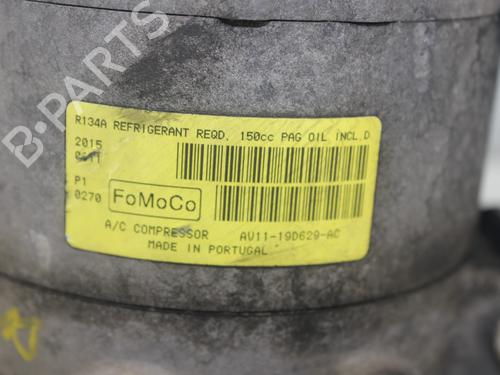 B-PARTS
R134A REFRIGERANT REQD. 150cc PAG OIL INCL.D
2015
P1
0270
FoMoCo
A/C COMPRESSOR AV11-19D629-AC
MADE IN PORTUGAL